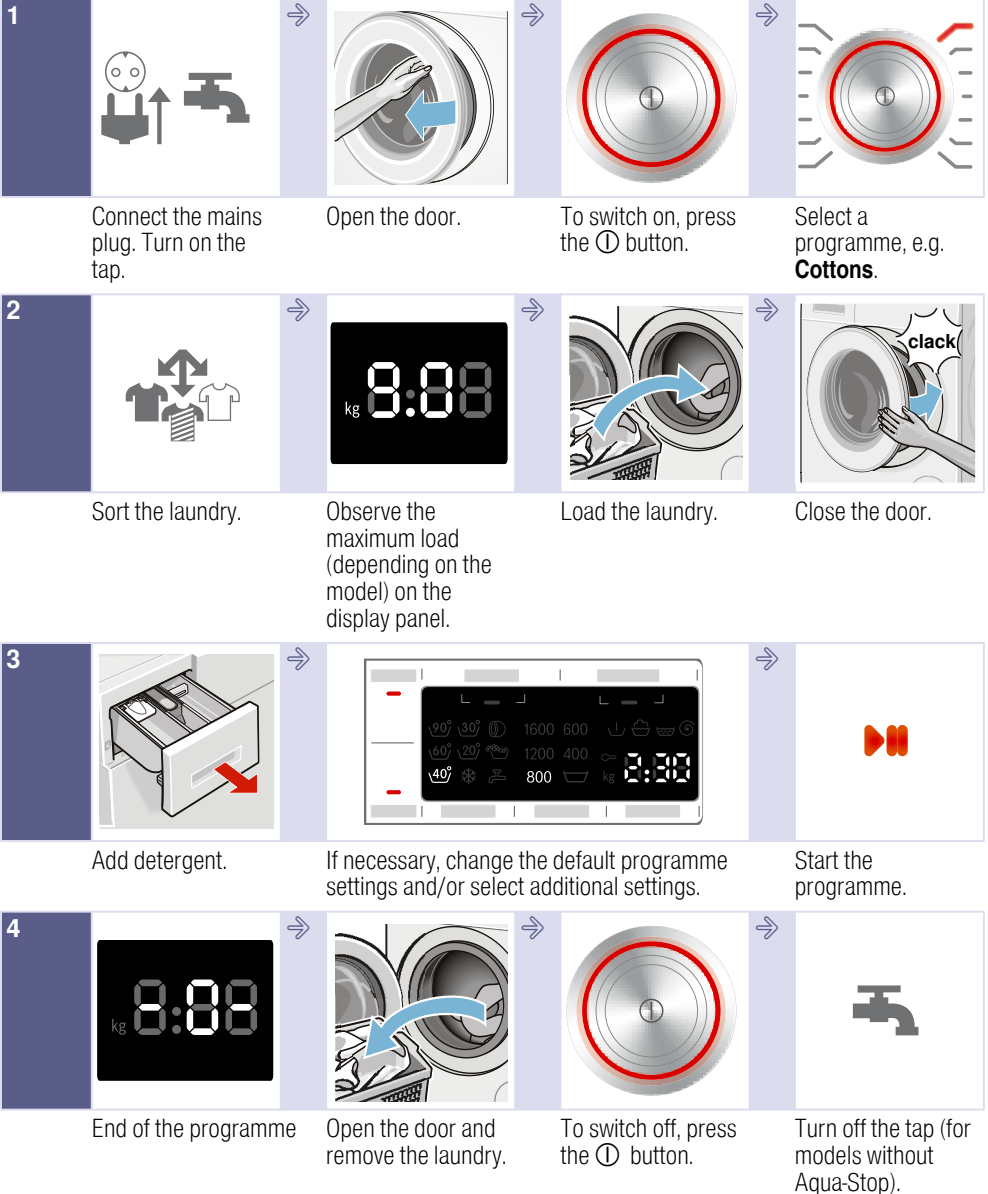 1
Connect the mains
plug. Turn on the
tap.
Open the door.
To switch on, press
the ⏼ button.
Select a
programme, e.g.
Cottons.
2
kg 9:0
clack
Sort the laundry.
Observe the
maximum load
(depending on the
model) on the
display panel.
Load the laundry.
Close the door.
3
90° 30° 1600 600
60° 20° 1200 400
40° 800 kg 2:30
Add detergent.
If necessary, change the default programme
settings and/or select additional settings.
Start the
programme.
4
kg -0-
End of the programme
Open the door and
remove the laundry.
To switch off, press
the ⏼ button.
Turn off the tap (for
models without
Aqua-Stop).